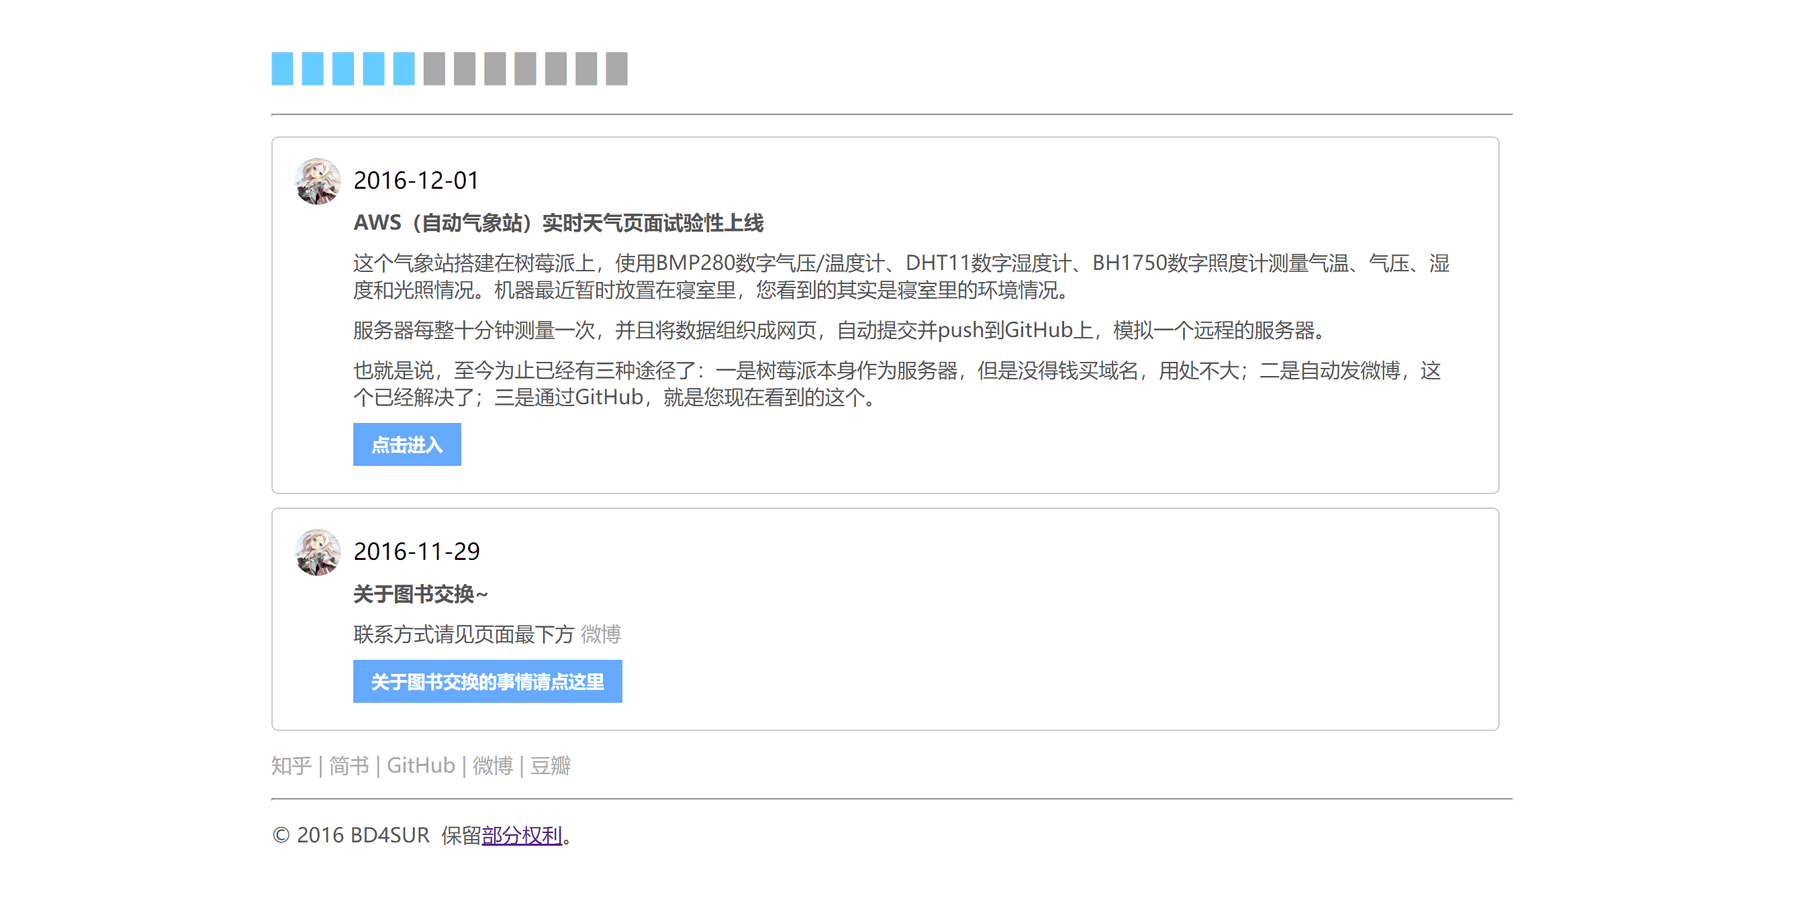 2016-12-01
AWS（自动气象站）实时天气页面试验性上线
这个气象站搭建在树莓派上，使用BMP280数字气压/温度计、DHT11数字湿度计、BH1750数字照度计测量气温、气压、湿
度和光照情况。机器最近暂时放置在寝室里，您看到的其实是寝室里的环境情况。
服务器每整十分钟测量一次，并且将数据组织成网页，自动提交并push到GitHub上，模拟一个远程的服务器。
也就是说，至今为止已经有三种途径了：一是树莓派本身作为服务器，但是没得钱买域名，用处不大；二是自动发微博，这
个已经解决了；三是通过GitHub，就是您现在看到的这个。
点击进入
2016-11-29
关于图书交换~
联系方式请见页面最下方 微博
关于图书交换的事情请点这里
知乎 | 简书 | GitHub | 微博 | 豆瓣
© 2016 BD4SUR 保留部分权利。